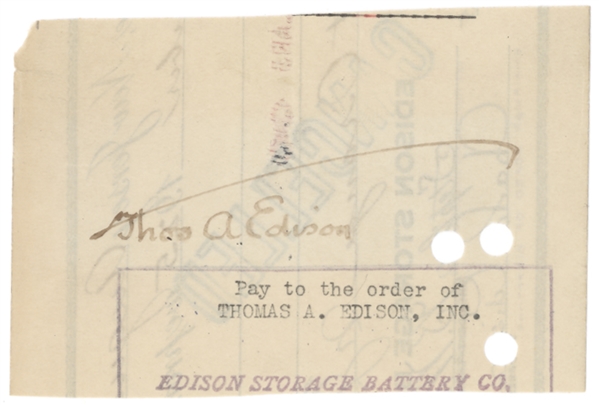 Thos A Edison
Pay to the order of
THOMAS A. EDISON, INC.
EDISON STORAGE BATTERY CO.